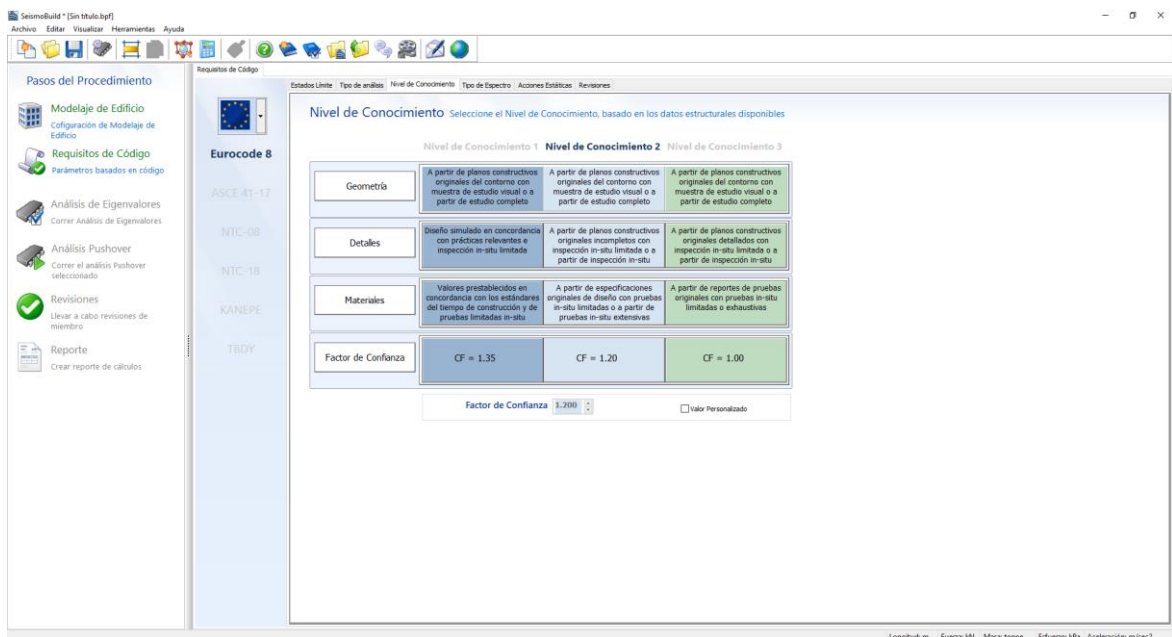 SeismoBuild * [Sin título.bpf]
Archivo Editar Visualizar Herramientas Ayuda
Pasos del Procedimiento
Modelaje de Edificio
Cofiguración de Modelaje de
Edificio
Requisitos de Código
Parámetros basados en código
Análisis de Eigenvalores
Correr Análisis de Eigenvalores
Análisis Pushover
Correr el análisis Pushover
seleccionado
Revisiones
Llevar a cabo revisiones de
miembro
Reporte
Crear reporte de cálculos
Requisitos de Código
Eurocode 8
ASCE 41-17
NTC-08
NTC-18
KANEPE
TBDY
Estados Límite Tipo de análisis Nivel de Conocimiento Tipo de Espectro Acciones Estáticas Revisiones
Nivel de Conocimiento Seleccione el Nivel de Conocimiento, basado en los datos estructurales disponibles
Nivel de Conocimiento 1 Nivel de Conocimiento 2 Nivel de Conocimiento 3
Geometría
A partir de planos constructivos
originales del contorno con
muestra de estudio visual o a
partir de estudio completo
A partir de planos constructivos
originales del contorno con
muestra de estudio visual o a
partir de estudio completo
A partir de planos constructivos
originales del contorno con
muestra de estudio visual o a
partir de estudio completo
Detalles
Diseño simulado en concordancia
con prácticas relevantes e
inspección in-situ limitada
A partir de planos constructivos
originales incompletos con
inspección in-situ limitada o a
partir de inspección in-situ
A partir de planos constructivos
originales detallados con
inspección in-situ limitada o a
partir de inspección in-situ
Materiales
Valores prestablecidos en
concordancia con los estándares
del tiempo de construcción y de
pruebas limitadas in-situ
A partir de especificaciones
originales de diseño con pruebas
in-situ limitadas o a partir de
pruebas in-situ extensivas
A partir de reportes de pruebas
originales con pruebas in-situ
limitadas o exhaustivas
Factor de Confianza
CF = 1.35
CF = 1.20
CF = 1.00
Factor de Confianza 1.200
Valor Personalizado
Longitud: m Fuerza: kN Masa: tonne Esfuerzo: kPa Aceleración: m/sec2